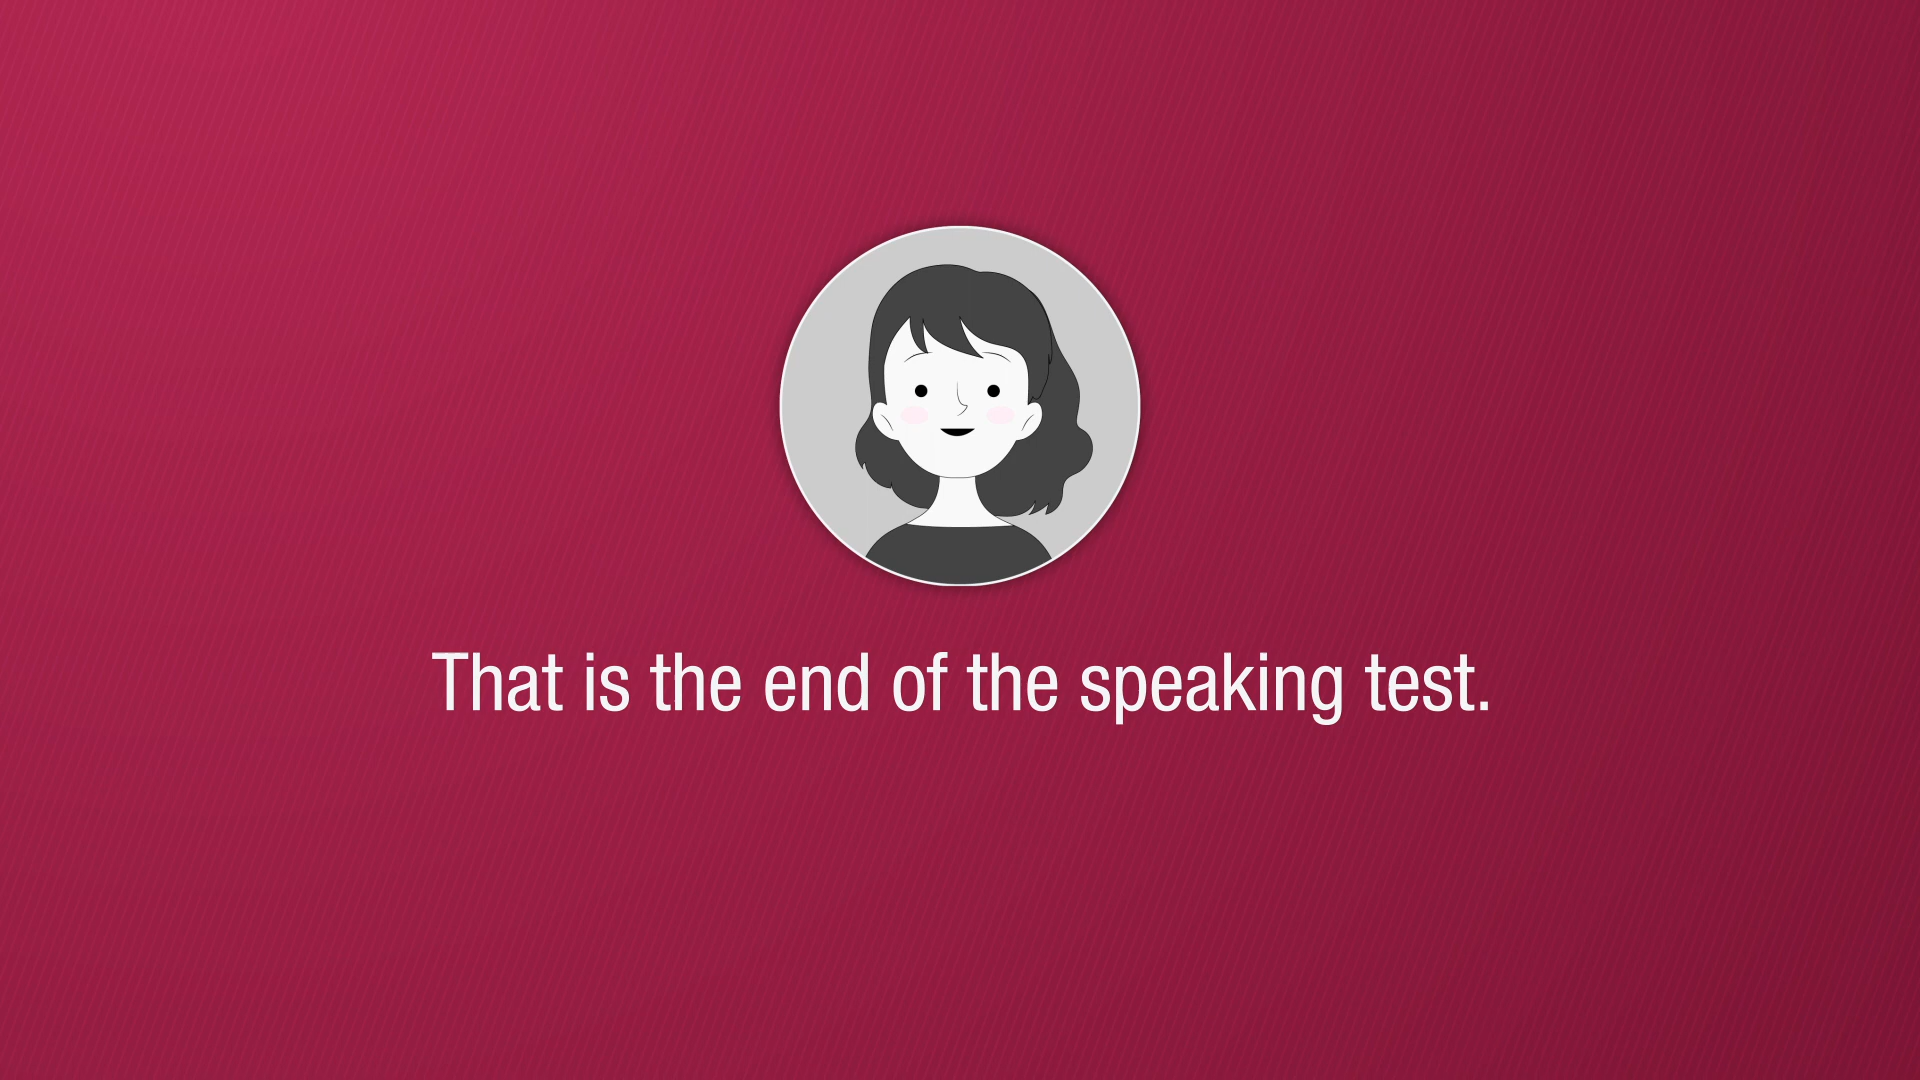 That is the end of the speaking test.